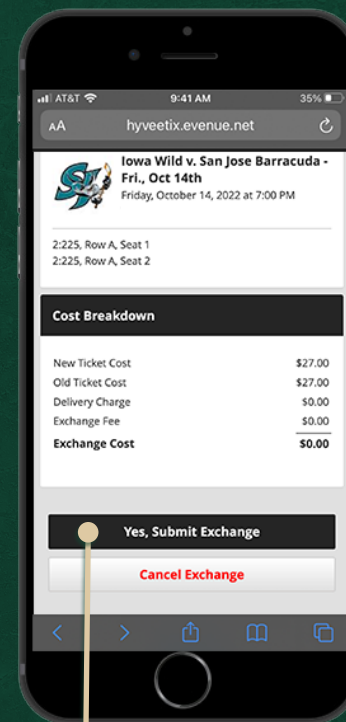 AT&T 9:41 AM 35%
AA hyveetix.evenue.net
Iowa Wild v. San Jose Barracuda -
Fri., Oct 14th
Friday, October 14, 2022 at 7:00 PM
2:225, Row A, Seat 1
2:225, Row A, Seat 2
Cost Breakdown
New Ticket Cost $27.00
Old Ticket Cost $27.00
Delivery Charge $0.00
Exchange Fee $0.00
Exchange Cost $0.00
Yes, Submit Exchange
Cancel Exchange